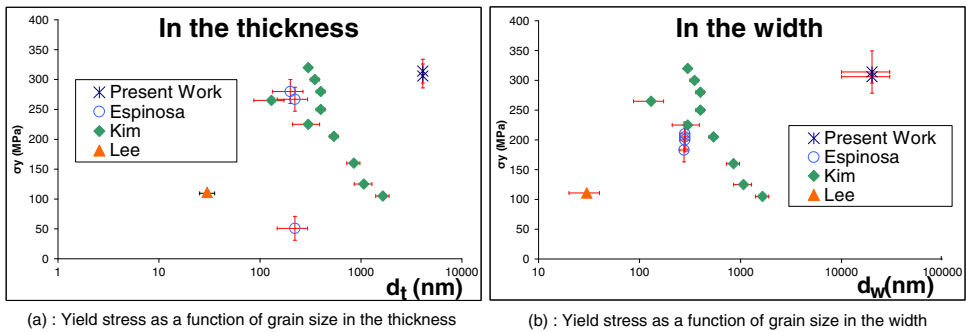 In the thickness
σy (MPa)
350
300
250
200
150
100
50
0
Present Work
Espinosa
Kim
Lee
1
10
100
1000
10000
dt (nm)
(a) : Yield stress as a function of grain size in the thickness
In the width
σy (MPa)
400
350
300
250
200
150
100
50
0
Present Work
Espinosa
Kim
Lee
10
100
1000
10000
100000
dw(nm)
(b) : Yield stress as a function of grain size in the width